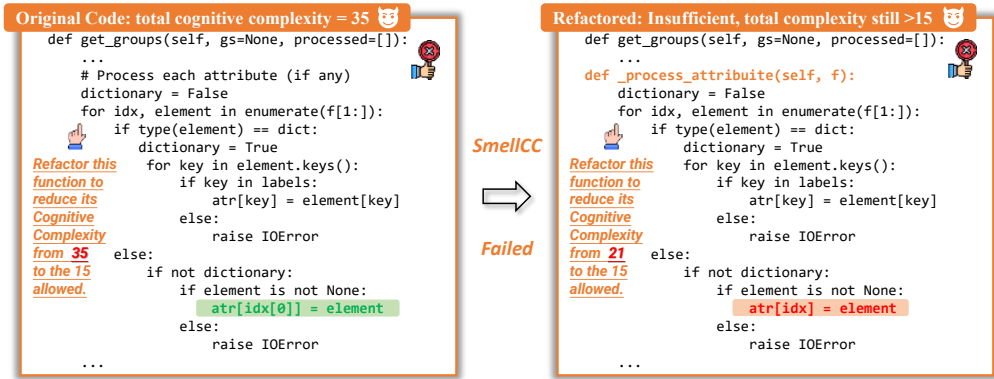 Original Code: total cognitive complexity = 35
def get_groups(self, gs=None, processed=[]):
...
# Process each attribute (if any)
dictionary = False
for idx, element in enumerate(f[1:]):
if type(element) == dict:
dictionary = True
for key in element.keys():
if key in labels:
atr[key] = element[key]
else:
raise IOError
else:
if not dictionary:
if element is not None:
atr[idx[0]] = element
else:
raise IOError
...
Refactor this
function to
reduce its
Cognitive
Complexity
from 35
to the 15
allowed.
SmellCC
Failed
Refactored: Insufficient, total complexity still >15
def get_groups(self, gs=None, processed=[]):
...
def _process_attribuite(self, f):
dictionary = False
for idx, element in enumerate(f[1:]):
if type(element) == dict:
dictionary = True
for key in element.keys():
if key in labels:
atr[key] = element[key]
else:
raise IOError
else:
if not dictionary:
if element is not None:
atr[idx] = element
else:
raise IOError
...
Refactor this
function to
reduce its
Cognitive
Complexity
from 21
to the 15
allowed.